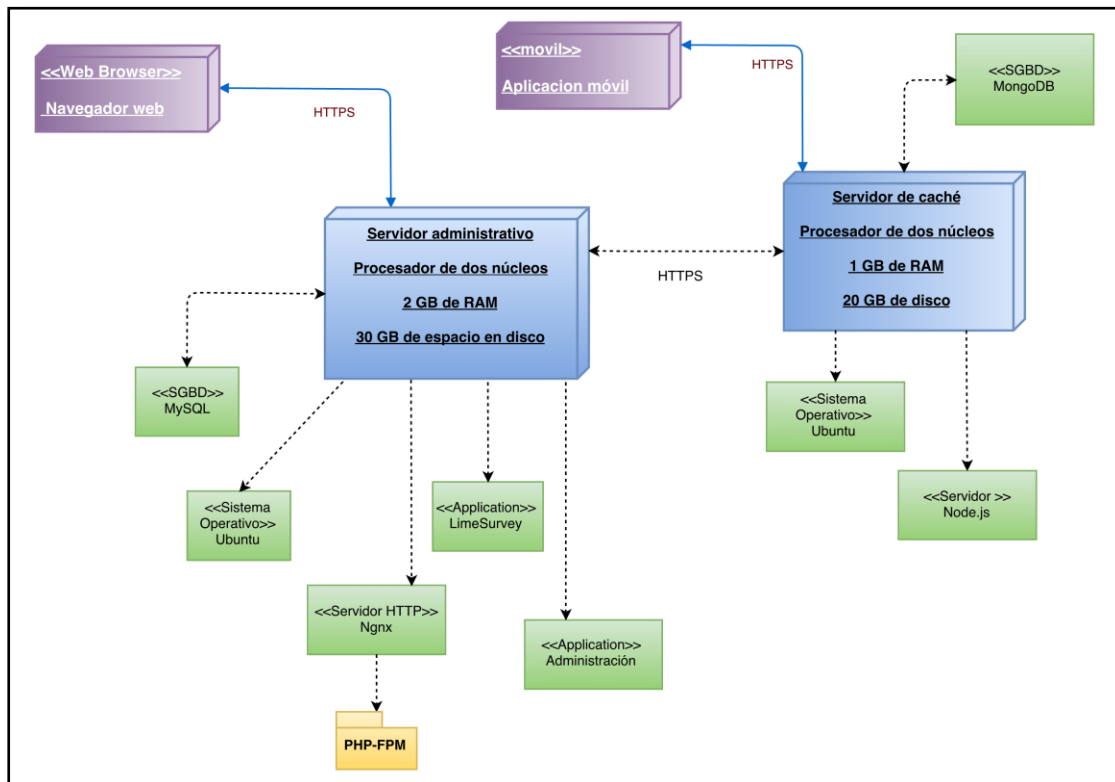 <<Web Browser>>
Navegador web
HTTPS
<<movil>>
Aplicacion móvil
HTTPS
<<SGBD>>
MongoDB
Servidor administrativo
Procesador de dos núcleos
2 GB de RAM
30 GB de espacio en disco
HTTPS
Servidor de caché
Procesador de dos núcleos
1 GB de RAM
20 GB de disco
<<SGBD>>
MySQL
<<Sistema
Operativo>>
Ubuntu
<<Application>>
LimeSurvey
<<Sistema
Operativo>>
Ubuntu
<<Servidor >>
Node.js
<<Servidor HTTP>>
Ngnx
<<Application>>
Administración
PHP-FPM